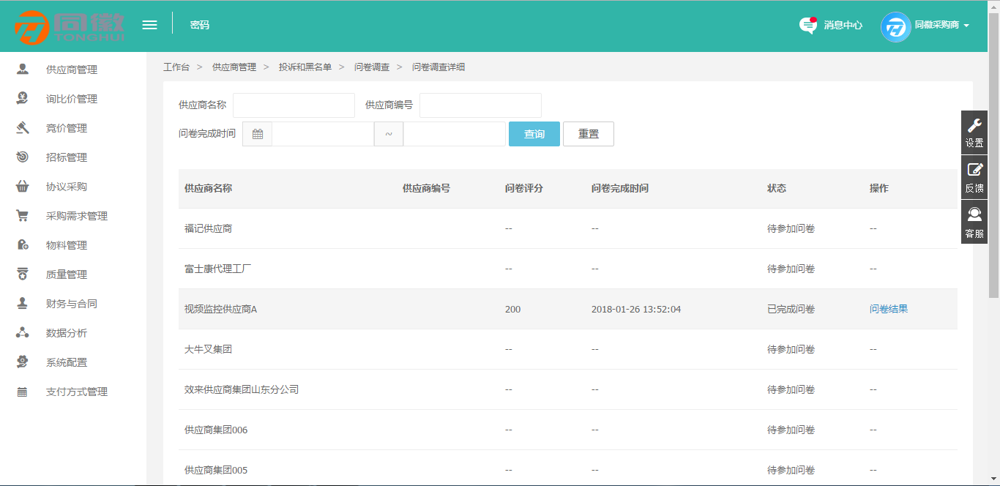 同徽 TONGHUI 密码 消息中心 同徽采购商
供应商管理
询比价管理
竞价管理
招标管理
协议采购
采购需求管理
物料管理
质量管理
财务与合同
数据分析
系统配置
支付方式管理
工作台 > 供应商管理 > 投诉和黑名单 > 问卷调查 > 问卷调查详细
供应商名称 供应商编号
问卷完成时间 ~ 查询 重置
供应商名称 供应商编号 问卷评分 问卷完成时间 状态 操作
福记供应商 -- -- 待参加问卷 --
富士康代理工厂 -- -- 待参加问卷 --
视频监控供应商A 200 2018-01-26 13:52:04 已完成问卷 问卷结果
大牛叉集团 -- -- 待参加问卷 --
效来供应商集团山东分公司 -- -- 待参加问卷 --
供应商集团006 -- -- 待参加问卷 --
供应商集团005 -- -- 待参加问卷 --
设置
反馈
客服